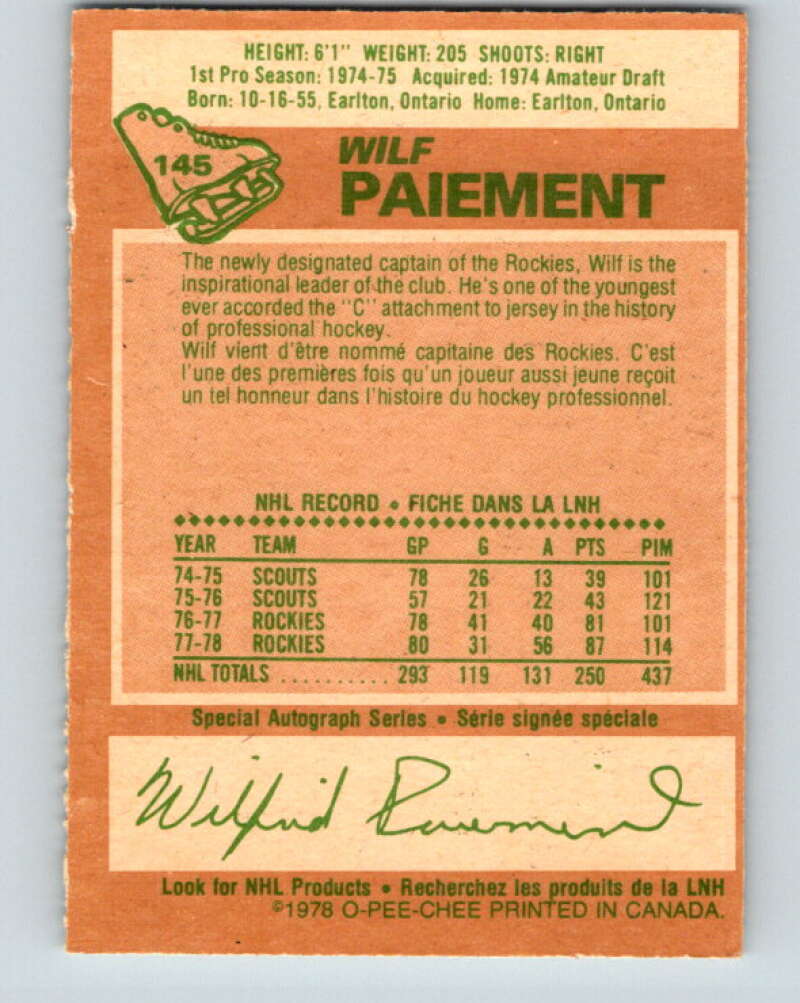 HEIGHT: 6'1" WEIGHT: 205 SHOOTS: RIGHT
1st Pro Season: 1974-75 Acquired: 1974 Amateur Draft
Born: 10-16-55, Earlton, Ontario Home: Earlton, Ontario
145
WILF
PAIEMENT
The newly designated captain of the Rockies, Wilf is the
inspirational leader of the club. He's one of the youngest
ever accorded the "C" attachment to jersey in the history
of professional hockey.
Wilf vient d'être nommé capitaine des Rockies. C'est
l'une des premières fois qu'un joueur aussi jeune reçoit
un tel honneur dans l'histoire du hockey professionnel.
NHL RECORD • FICHE DANS LA LNH
YEAR TEAM GP G A PTS PIM
74-75 SCOUTS 78 26 13 39 101
75-76 SCOUTS 57 21 22 43 121
76-77 ROCKIES 78 41 40 81 101
77-78 ROCKIES 80 31 56 87 114
NHL TOTALS .......... 293 119 131 250 437
Special Autograph Series • Série signée spéciale
Wilfrid Paiement
Look for NHL Products • Recherchez les produits de la LNH
©1978 O-PEE-CHEE PRINTED IN CANADA.